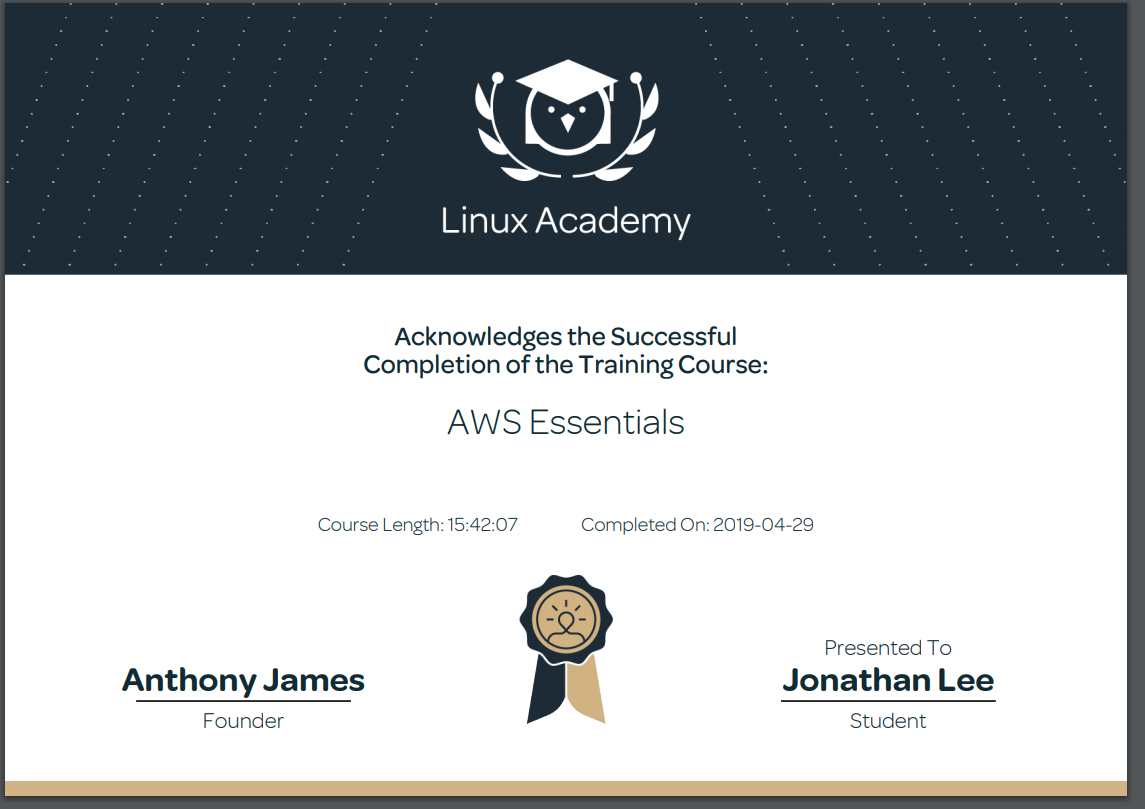 Linux Academy
Acknowledges the Successful
Completion of the Training Course:
AWS Essentials
Course Length: 15:42:07 Completed On: 2019-04-29
Presented To
Anthony James Jonathan Lee
Founder Student